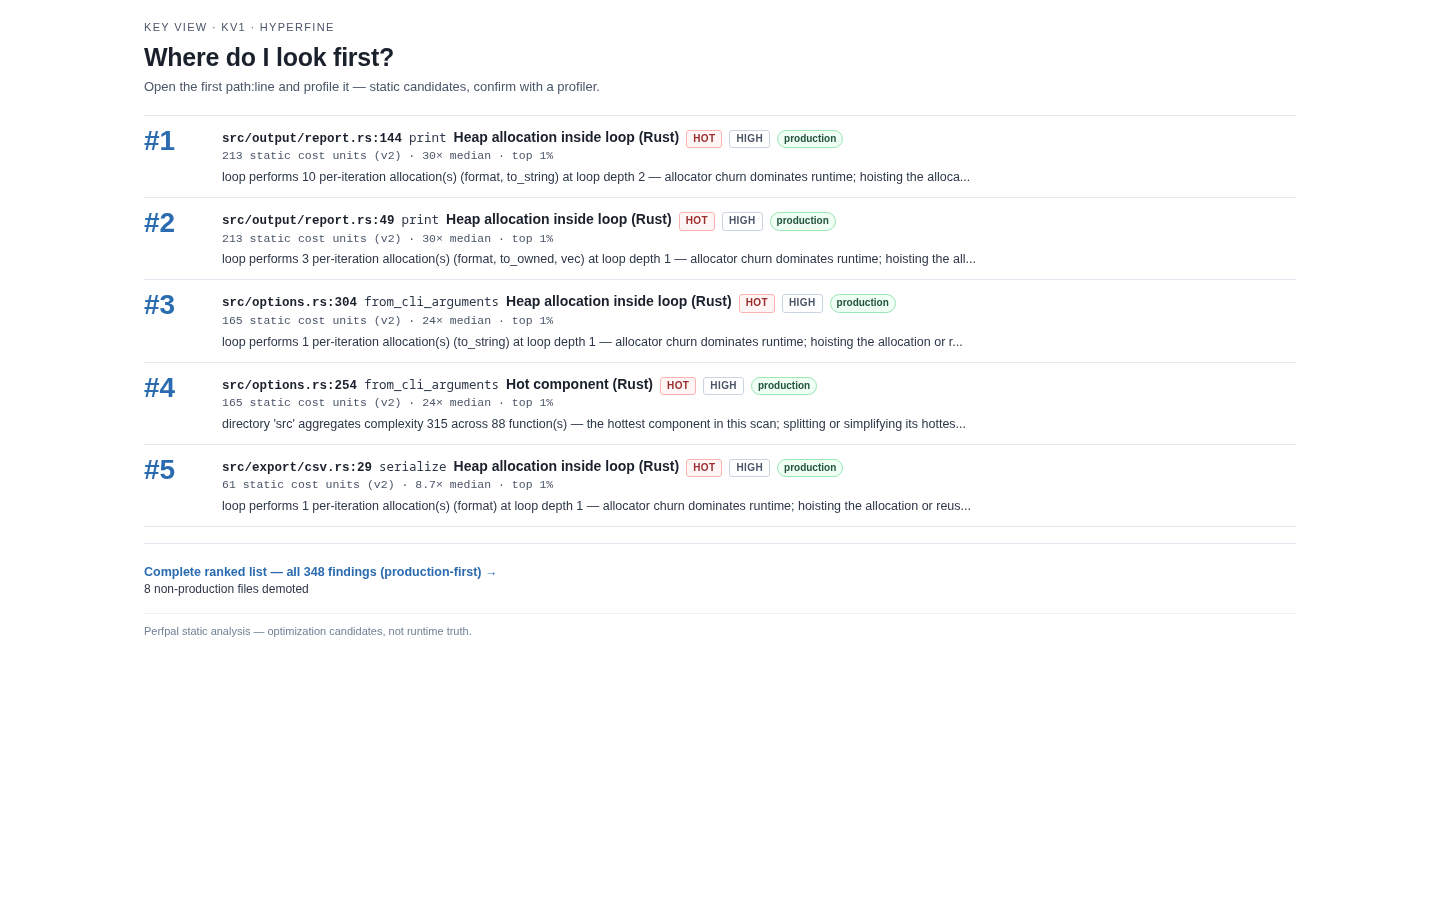 KEY VIEW · KV1 · HYPERFINE
Where do I look first?
Open the first path:line and profile it — static candidates, confirm with a profiler.
#1
src/output/report.rs:144 print Heap allocation inside loop (Rust) HOT HIGH production
213 static cost units (v2) · 30× median · top 1%
loop performs 10 per-iteration allocation(s) (format, to_string) at loop depth 2 — allocator churn dominates runtime; hoisting the alloca...
#2
src/output/report.rs:49 print Heap allocation inside loop (Rust) HOT HIGH production
213 static cost units (v2) · 30× median · top 1%
loop performs 3 per-iteration allocation(s) (format, to_owned, vec) at loop depth 1 — allocator churn dominates runtime; hoisting the all...
#3
src/options.rs:304 from_cli_arguments Heap allocation inside loop (Rust) HOT HIGH production
165 static cost units (v2) · 24× median · top 1%
loop performs 1 per-iteration allocation(s) (to_string) at loop depth 1 — allocator churn dominates runtime; hoisting the allocation or r...
#4
src/options.rs:254 from_cli_arguments Hot component (Rust) HOT HIGH production
165 static cost units (v2) · 24× median · top 1%
directory 'src' aggregates complexity 315 across 88 function(s) — the hottest component in this scan; splitting or simplifying its hottes...
#5
src/export/csv.rs:29 serialize Heap allocation inside loop (Rust) HOT HIGH production
61 static cost units (v2) · 8.7× median · top 1%
loop performs 1 per-iteration allocation(s) (format) at loop depth 1 — allocator churn dominates runtime; hoisting the allocation or reus...
Complete ranked list — all 348 findings (production-first) →
8 non-production files demoted
Perfpal static analysis — optimization candidates, not runtime truth.